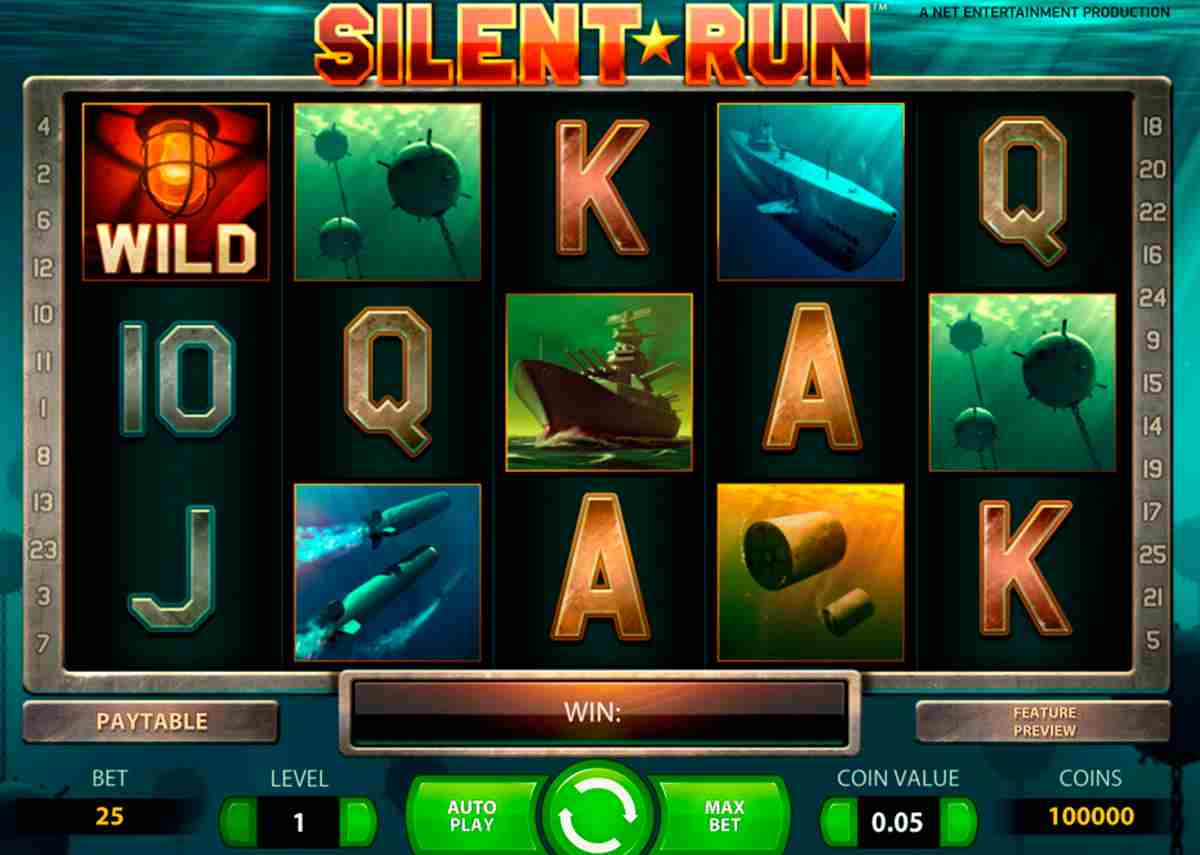 SILENT★RUN™
A NET ENTERTAINMENT PRODUCTION
4
2
6
12
10
11
1
8
13
23
3
7
WILD
K
Q
10
Q
A
J
A
K
18
20
22
16
24
9
15
14
19
17
25
21
5
PAYTABLE
WIN:
FEATURE
PREVIEW
BET
25
LEVEL
1
AUTO
PLAY
MAX
BET
COIN VALUE
0.05
COINS
100000